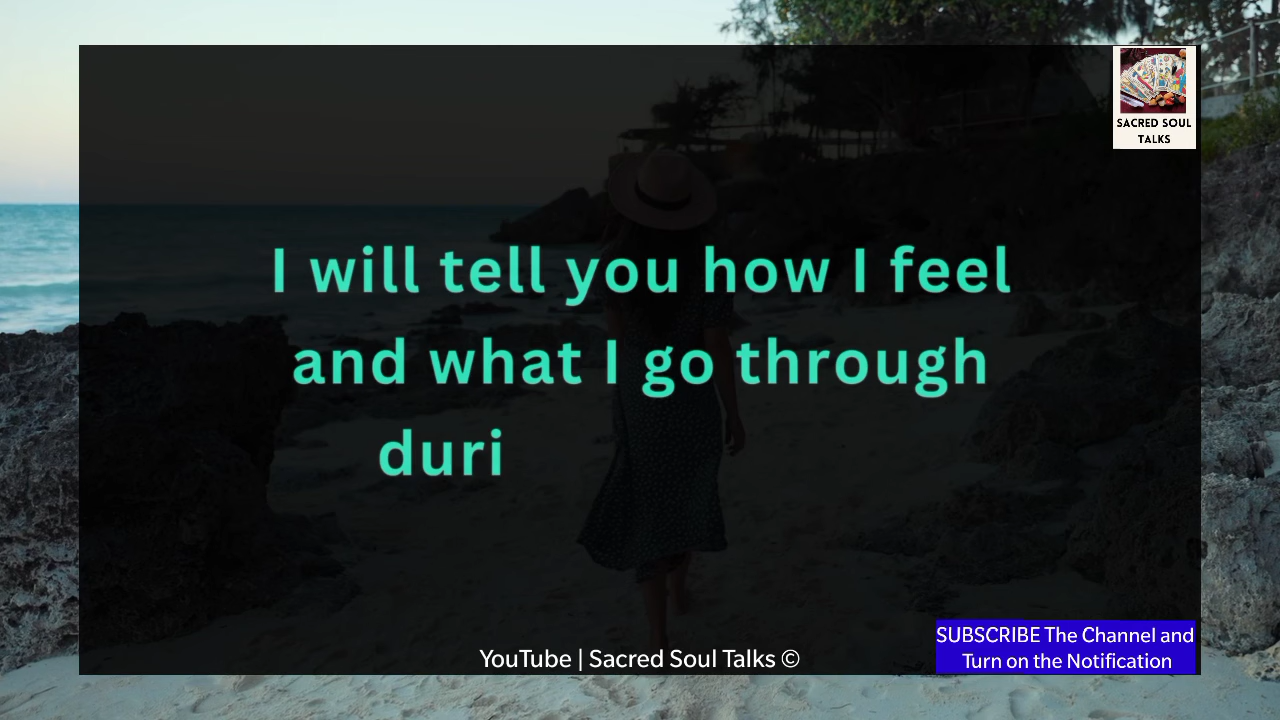 SACRED SOUL
TALKS
I will tell you how I feel
and what I go through
duri
YouTube | Sacred Soul Talks ©
SUBSCRIBE The Channel and
Turn on the Notification